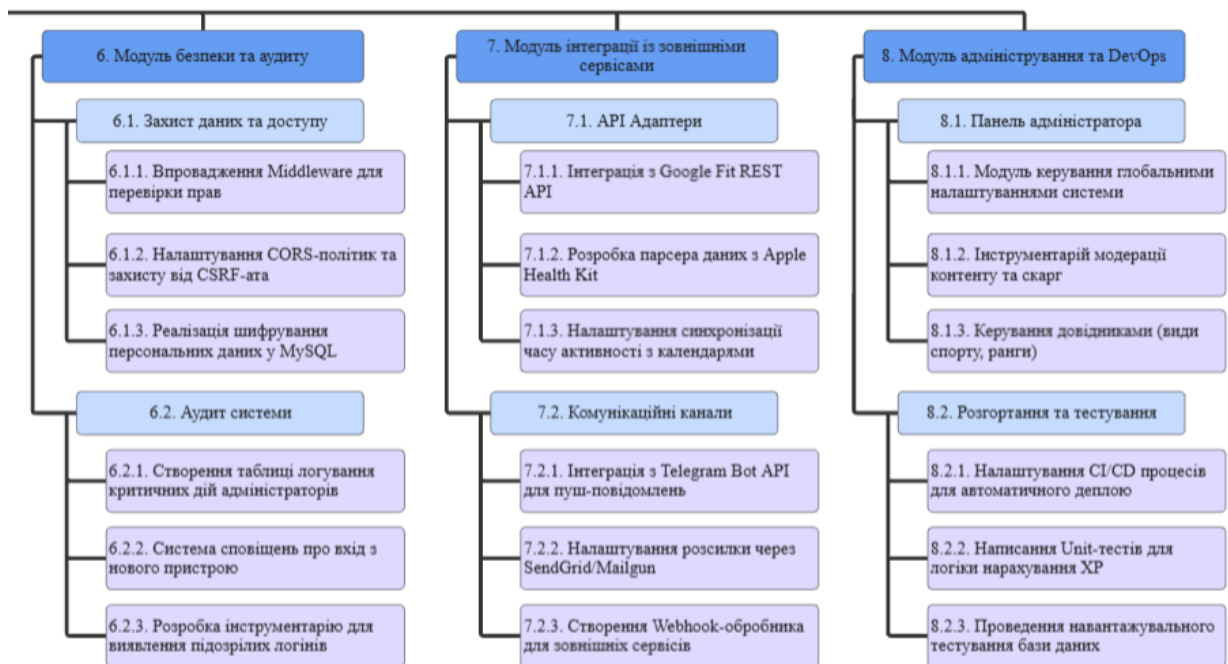 6. Модуль безпеки та аудиту
6.1. Захист даних та доступу
6.1.1. Впровадження Middleware для
перевірки прав
6.1.2. Налаштування CORS-політик та
захисту від CSRF-ата
6.1.3. Реалізація шифрування
персональних даних у MySQL
6.2. Аудит системи
6.2.1. Створення таблиці логування
критичних дій адміністраторів
6.2.2. Система сповіщень про вхід з
нового пристрою
6.2.3. Розробка інструментарію для
виявлення підозрілих логінів
7. Модуль інтеграції із зовнішніми
сервісами
7.1. API Адаптери
7.1.1. Інтеграція з Google Fit REST
API
7.1.2. Розробка парсера даних з Apple
Health Kit
7.1.3. Налаштування синхронізації
часу активності з календарями
7.2. Комунікаційні канали
7.2.1. Інтеграція з Telegram Bot API
для пуш-повідомлень
7.2.2. Налаштування розсилки через
SendGrid/Mailgun
7.2.3. Створення Webhook-обробника
для зовнішніх сервісів
8. Модуль адміністрування та DevOps
8.1. Панель адміністратора
8.1.1. Модуль керування глобальними
налаштуваннями системи
8.1.2. Інструментарій модерації
контенту та скарг
8.1.3. Керування довідниками (види
спорту, ранги)
8.2. Розгортання та тестування
8.2.1. Налаштування CI/CD процесів
для автоматичного деплою
8.2.2. Написання Unit-тестів для
логіки нарахування XP
8.2.3. Проведення навантажувального
тестування бази даних